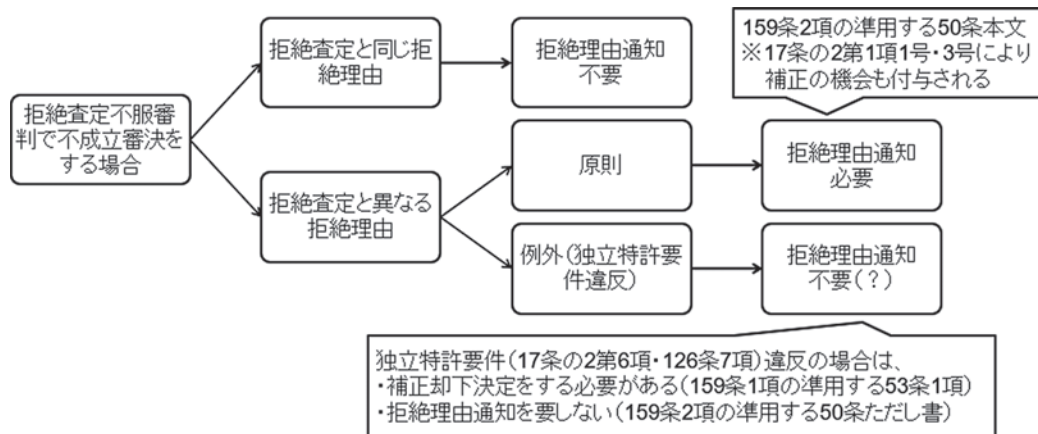 拒絶査定不服審
判で不成立審決を
する場合
拒絶査定と同じ拒
絶理由
拒絶理由通知
不要
159条2項の準用する50条本文
※17条の2第1項1号・3号により
補正の機会も付与される
拒絶査定と異なる
拒絶理由
原則
拒絶理由通知
必要
例外(独立特許要
件違反)
拒絶理由通知
不要(?)
独立特許要件(17条の2第6項・126条7項)違反の場合は、
・補正却下決定をする必要がある(159条1項の準用する53条1項)
・拒絶理由通知を要しない(159条2項の準用する50条ただし書)